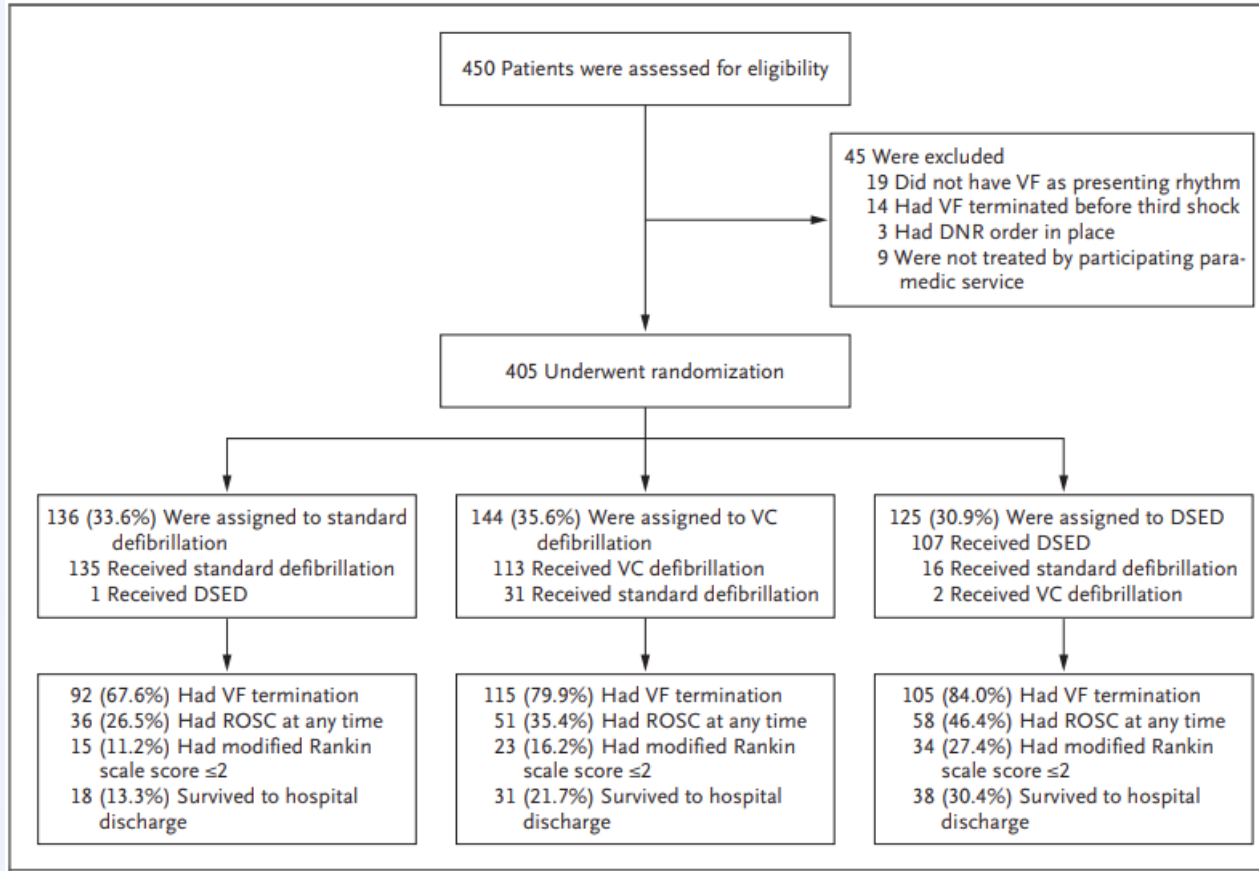 450 Patients were assessed for eligibility
45 Were excluded
19 Did not have VF as presenting rhythm
14 Had VF terminated before third shock
3 Had DNR order in place
9 Were not treated by participating para-
medic service
405 Underwent randomization
136 (33.6%) Were assigned to standard
defibrillation
135 Received standard defibrillation
1 Received DSED
144 (35.6%) Were assigned to VC
defibrillation
113 Received VC defibrillation
31 Received standard defibrillation
125 (30.9%) Were assigned to DSED
107 Received DSED
16 Received standard defibrillation
2 Received VC defibrillation
92 (67.6%) Had VF termination
36 (26.5%) Had ROSC at any time
15 (11.2%) Had modified Rankin
scale score ≤2
18 (13.3%) Survived to hospital
discharge
115 (79.9%) Had VF termination
51 (35.4%) Had ROSC at any time
23 (16.2%) Had modified Rankin
scale score ≤2
31 (21.7%) Survived to hospital
discharge
105 (84.0%) Had VF termination
58 (46.4%) Had ROSC at any time
34 (27.4%) Had modified Rankin
scale score ≤2
38 (30.4%) Survived to hospital
discharge